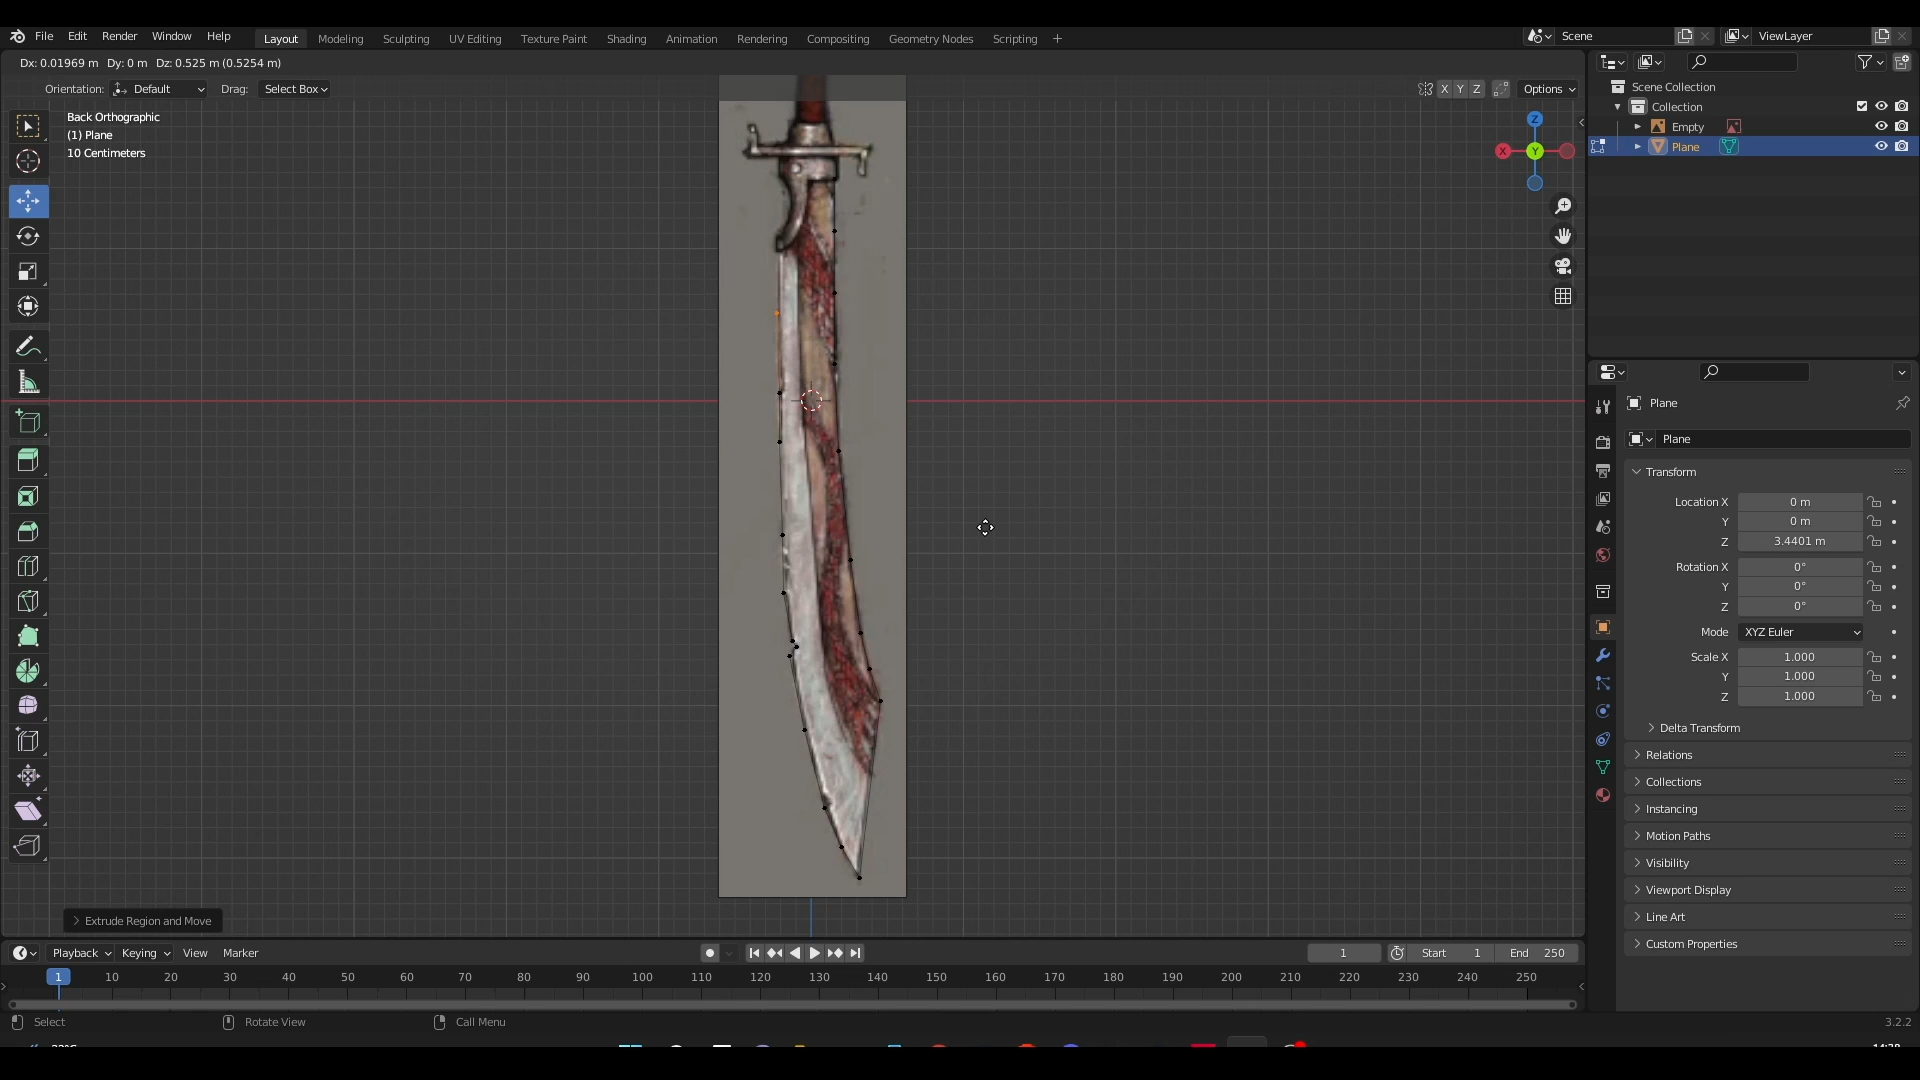 File Edit Render Window Help Layout Modeling Sculpting UV Editing Texture Paint Shading Animation Rendering Compositing Geometry Nodes Scripting + Scene ViewLayer
Dx: 0.01969 m Dy: 0 m Dz: 0.525 m (0.5254 m)
Orientation: Default Drag: Select Box X Y Z Options
Back Orthographic
(1) Plane
10 Centimeters
Z
X
Y
Extrude Region and Move
Scene Collection
Collection
Empty
Plane
Plane
Plane
Transform
Location X 0 m
Y 0 m
Z 3.4401 m
Rotation X 0°
Y 0°
Z 0°
Mode XYZ Euler
Scale X 1.000
Y 1.000
Z 1.000
Delta Transform
Relations
Collections
Instancing
Motion Paths
Visibility
Viewport Display
Line Art
Custom Properties
Playback Keying View Marker 1 Start 1 End 250
1 10 20 30 40 50 60 70 80 90 100 110 120 130 140 150 160 170 180 190 200 210 220 230 240 250
Select Rotate View Call Menu 3.2.2